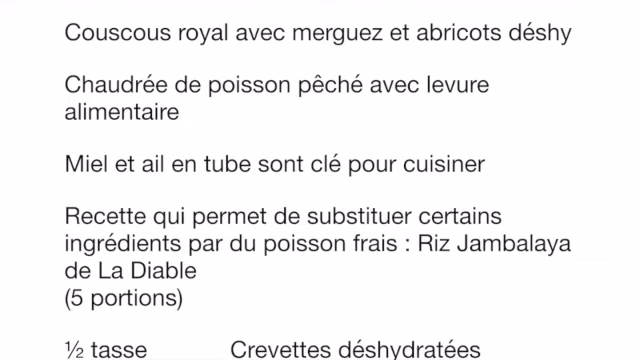 Couscous royal avec merguez et abricots déshy
Chaudrée de poisson pêché avec levure
alimentaire
Miel et ail en tube sont clé pour cuisiner
Recette qui permet de substituer certains
ingrédients par du poisson frais : Riz Jambalaya
de La Diable
(5 portions)
½ tasse Crevettes déshydratées